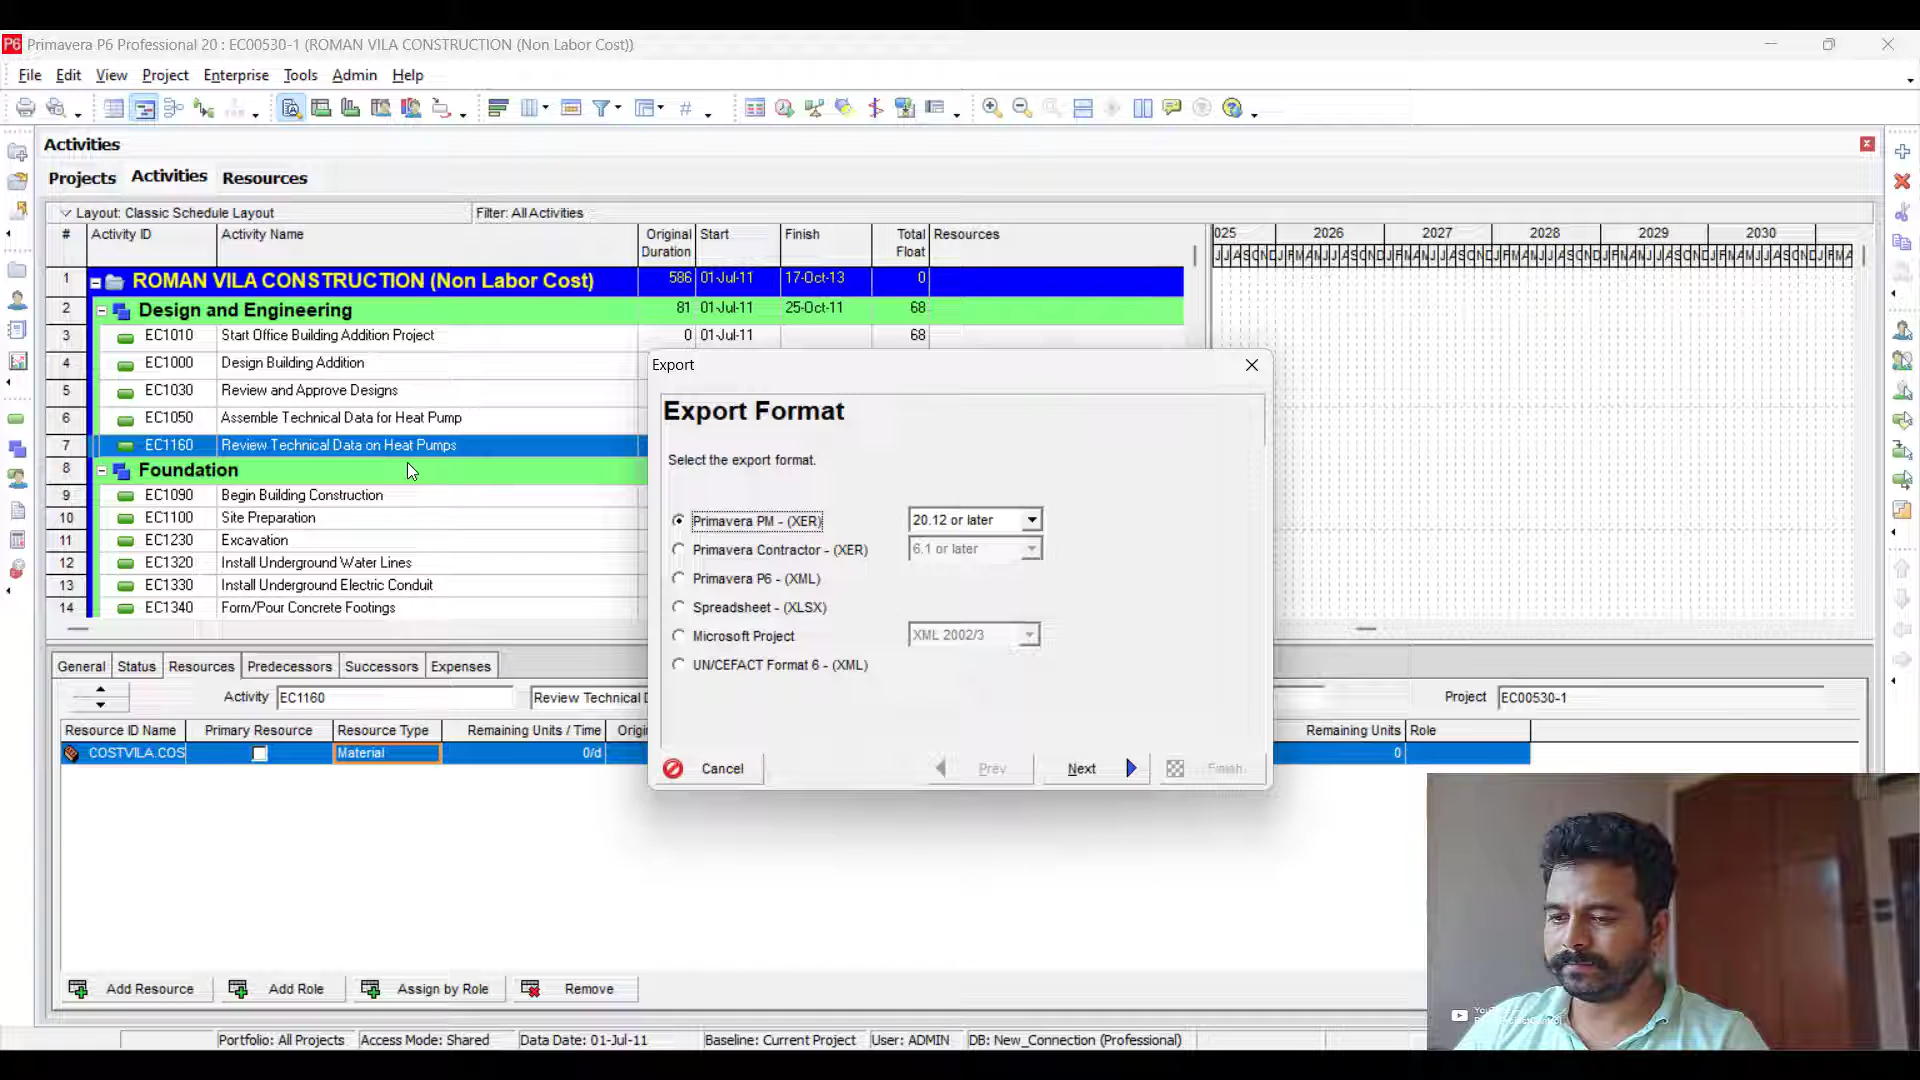 P6 Primavera P6 Professional 20 : EC00530-1 (ROMAN VILA CONSTRUCTION (Non Labor Cost))
File Edit View Project Enterprise Tools Admin Help
Activities
Projects Activities Resources
Layout: Classic Schedule Layout Filter: All Activities
# Activity ID Activity Name Original Duration Start Finish Total Float Resources
025 2026 2027 2028 2029 2030
1 ROMAN VILA CONSTRUCTION (Non Labor Cost) 586 01-Jul-11 17-Oct-13 0
2 Design and Engineering 81 01-Jul-11 25-Oct-11 68
3 EC1010 Start Office Building Addition Project 0 01-Jul-11 68
4 EC1000 Design Building Addition
5 EC1030 Review and Approve Designs
6 EC1050 Assemble Technical Data for Heat Pump
7 EC1160 Review Technical Data on Heat Pumps
8 Foundation
9 EC1090 Begin Building Construction
10 EC1100 Site Preparation
11 EC1230 Excavation
12 EC1320 Install Underground Water Lines
13 EC1330 Install Underground Electric Conduit
14 EC1340 Form/Pour Concrete Footings
Export
Export Format
Select the export format.
Primavera PM - (XER) 20.12 or later
Primavera Contractor - (XER) 6.1 or later
Primavera P6 - (XML)
Spreadsheet - (XLSX)
Microsoft Project XML 2002/3
UN/CEFACT Format 6 - (XML)
Cancel Prev Next Finish
General Status Resources Predecessors Successors Expenses
Activity EC1160 Review Technical Project EC00530-1
Resource ID Name Primary Resource Resource Type Remaining Units / Time Remaining Units Role
COSTVILA.COS Material 0/d 0
Add Resource Add Role Assign by Role Remove
Portfolio: All Projects Access Mode: Shared Data Date: 01-Jul-11 Baseline: Current Project User: ADMIN DB: New_Connection (Professional)